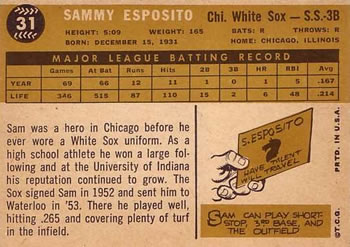 31
SAMMY ESPOSITO
Chi. White Sox — S.S.-3B
HEIGHT: 5:09 WEIGHT: 165 BATS: R THROWS: R
BORN: DECEMBER 15, 1931 HOME: CHICAGO, ILLINOIS
MAJOR LEAGUE BATTING RECORD
Games At Bat Runs Hits 2B 3B HR RBI Avg.
YEAR 69 66 12 11 1 0 1 5 .167
LIFE 346 517 87 110 16 2 6 53 .214
Sam was a hero in Chicago before he
ever wore a White Sox uniform. As a
high school athlete he won a large
following and at the University of Indiana
his reputation continued to grow. The
Sox signed Sam in 1952 and sent him to
Waterloo in '53. There he played well,
hitting .265 and covering plenty of turf
in the infield.
S. ESPOSITO
HAVE TALENT
WILL TRAVEL
SAM CAN PLAY SHORT-
STOP, 3RD BASE, AND
THE OUTFIELD
©T.C.G. PRTD. IN U.S.A.